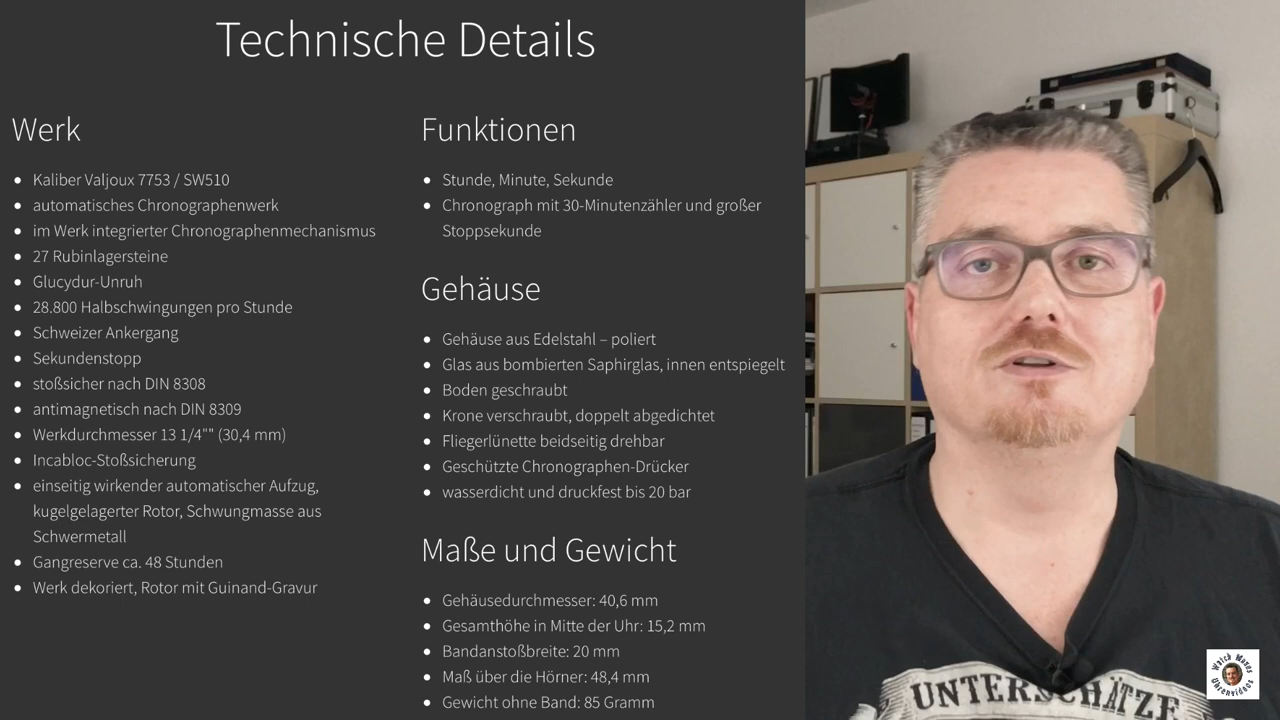 Technische Details
Werk
Kaliber Valjoux 7753 / SW510
automatisches Chronographenwerk
im Werk integrierter Chronographenmechanismus
27 Rubinlagersteine
Glucydur-Unruh
28.800 Halbschwingungen pro Stunde
Schweizer Ankergang
Sekundenstopp
stoßsicher nach DIN 8308
antimagnetisch nach DIN 8309
Werkdurchmesser 13 1/4"" (30,4 mm)
Incabloc-Stoßsicherung
einseitig wirkender automatischer Aufzug,
kugelgelagerter Rotor, Schwungmasse aus
Schwermetall
Gangreserve ca. 48 Stunden
Werk dekoriert, Rotor mit Guinand-Gravur
Funktionen
Stunde, Minute, Sekunde
Chronograph mit 30-Minutenzähler und großer
Stoppsekunde
Gehäuse
Gehäuse aus Edelstahl – poliert
Glas aus bombierten Saphirglas, innen entspiegelt
Boden geschraubt
Krone verschraubt, doppelt abgedichtet
Fliegerlünette beidseitig drehbar
Geschützte Chronographen-Drücker
wasserdicht und druckfest bis 20 bar
Maße und Gewicht
Gehäusedurchmesser: 40,6 mm
Gesamthöhe in Mitte der Uhr: 15,2 mm
Bandanstoßbreite: 20 mm
Maß über die Hörner: 48,4 mm
Gewicht ohne Band: 85 Gramm
UNTERSCHÄTZE
Watch Moves
Uhrenvideos